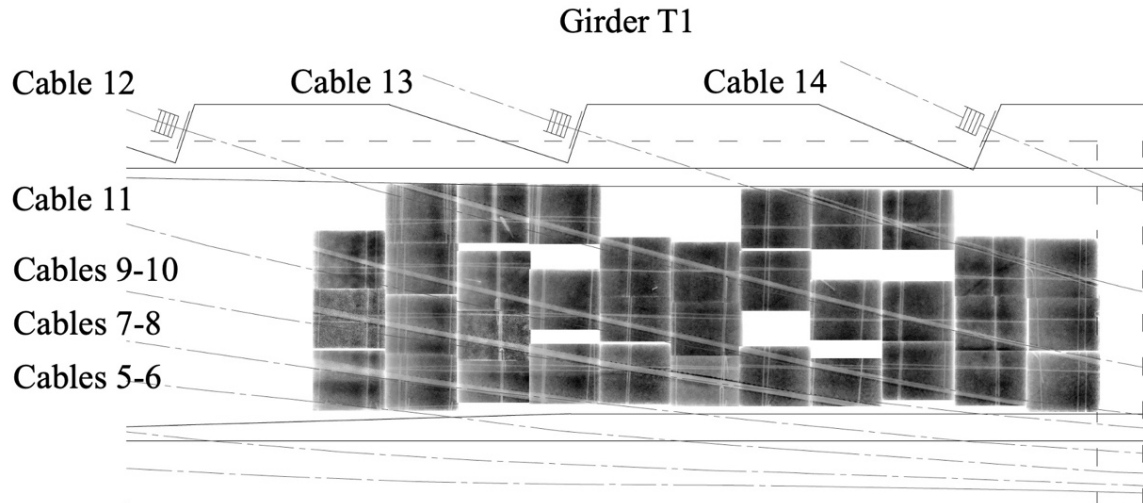 Girder T1
Cable 12
Cable 13
Cable 14
Cable 11
Cables 9-10
Cables 7-8
Cables 5-6